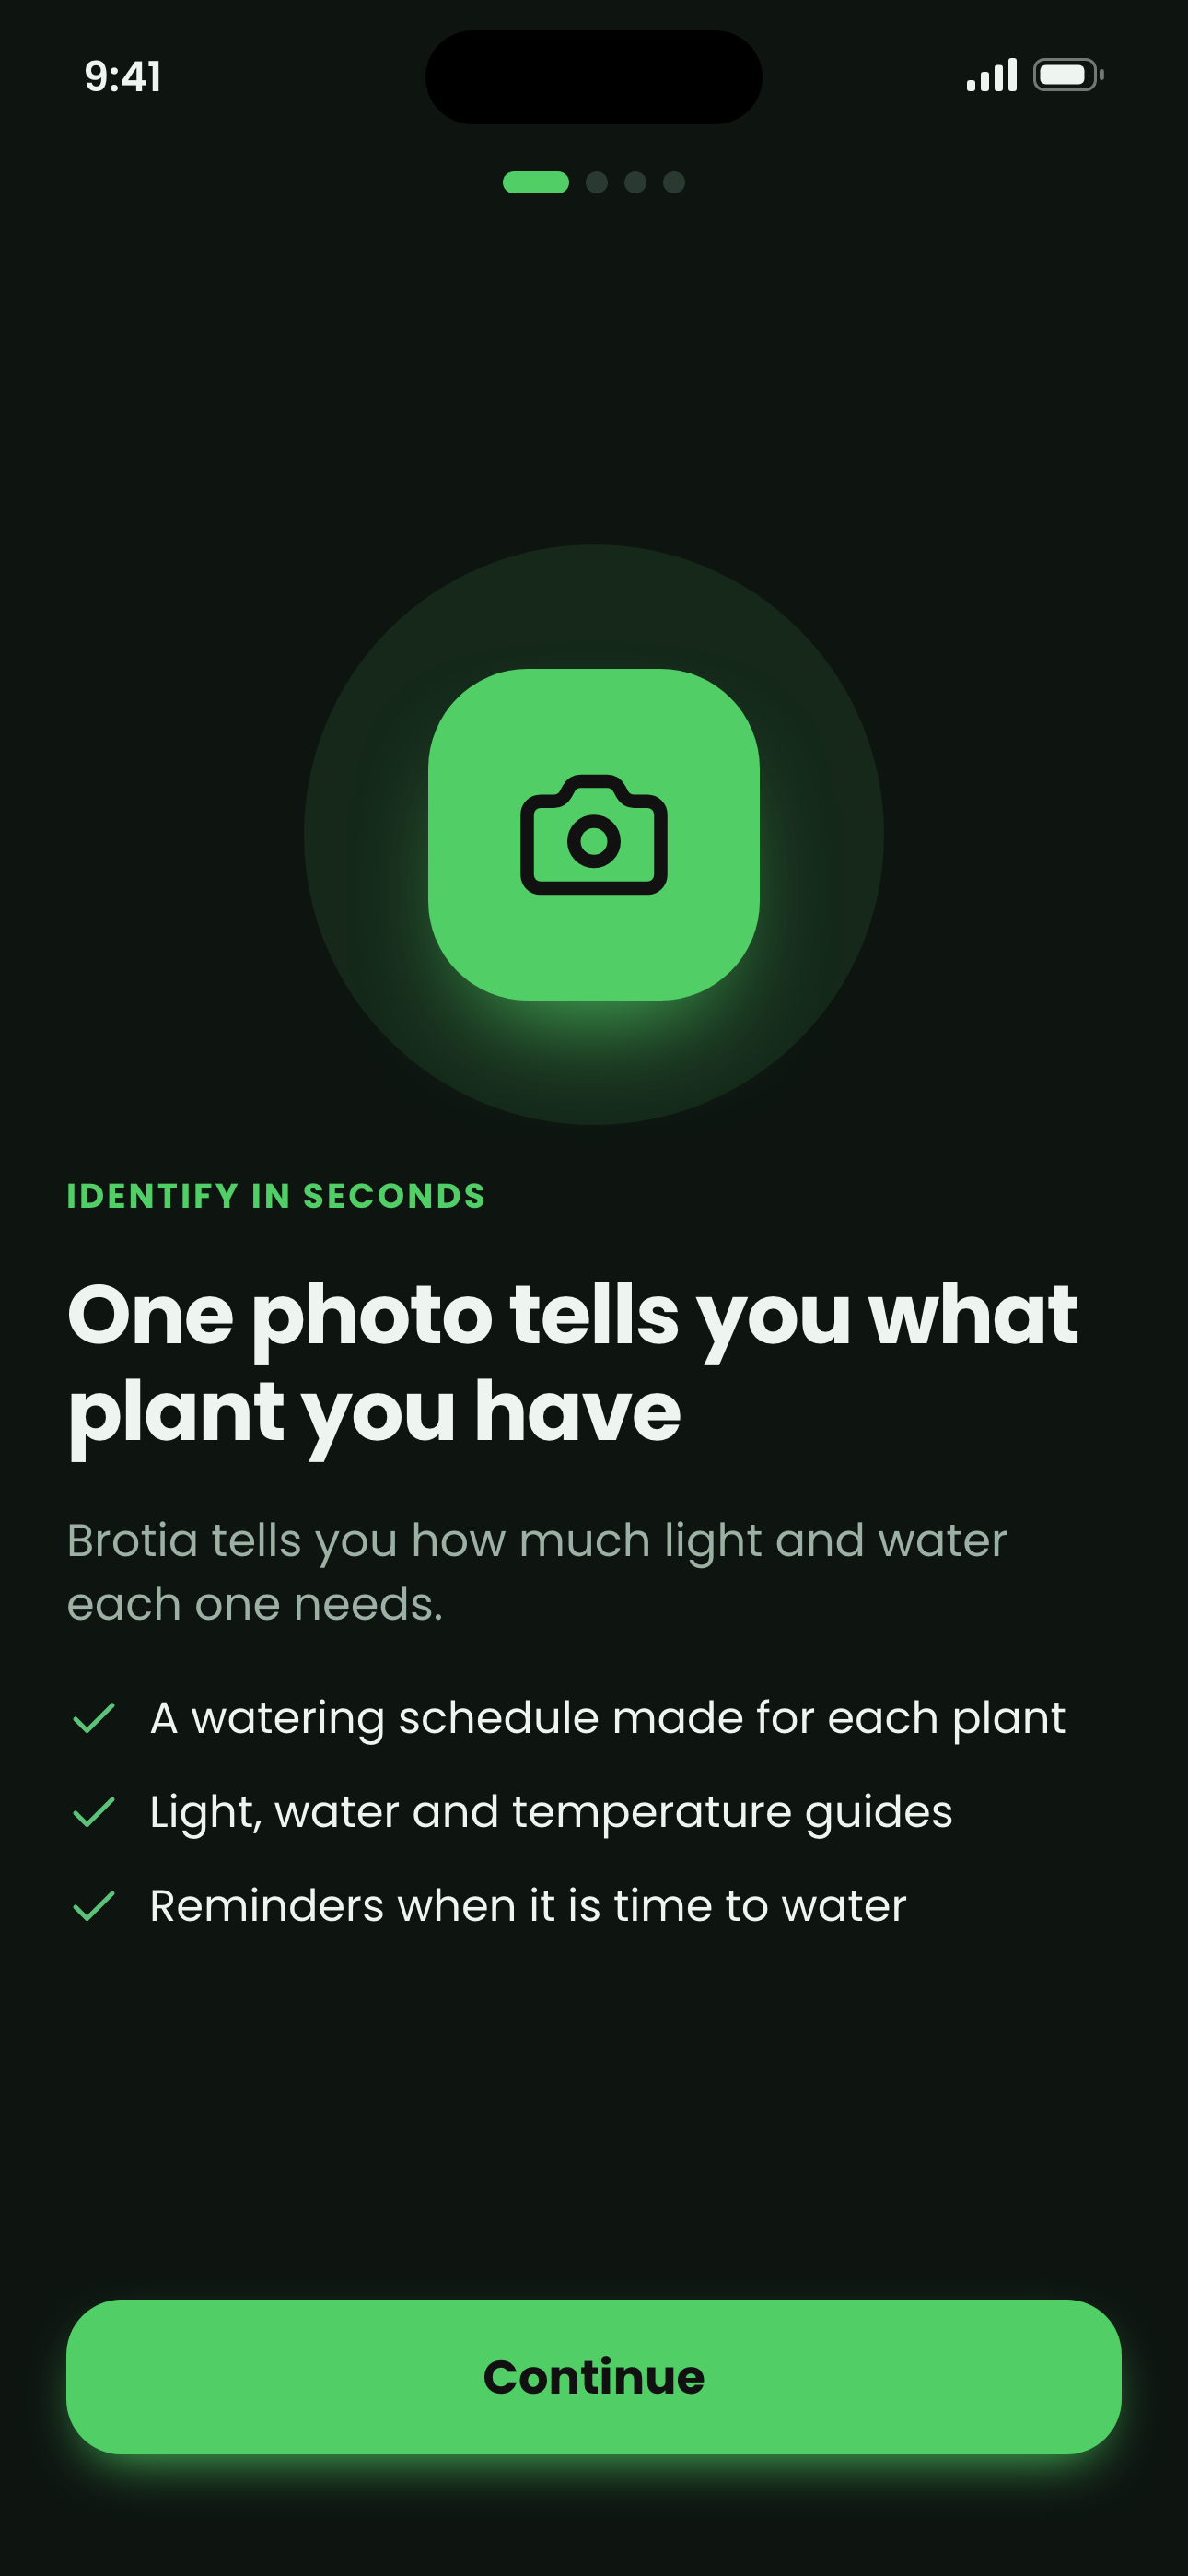 9:41
IDENTIFY IN SECONDS
One photo tells you what
plant you have
Brotia tells you how much light and water
each one needs.
A watering schedule made for each plant
Light, water and temperature guides
Reminders when it is time to water
Continue